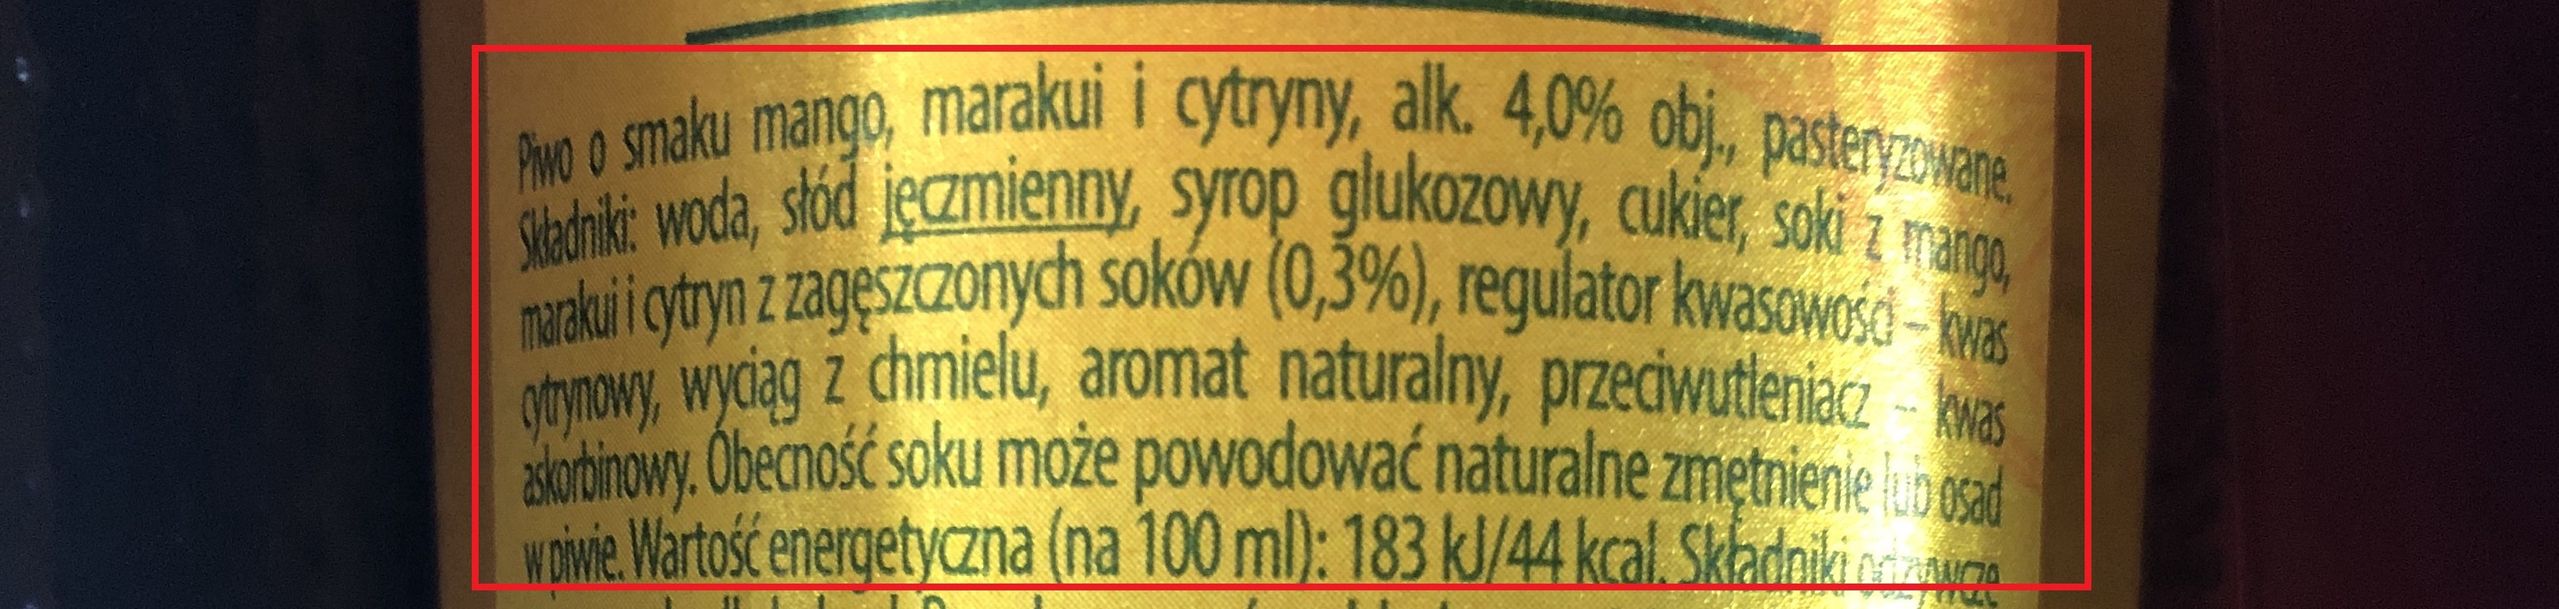 Piwo o smaku mango, marakui i cytryny, alk. 4,0% obj., pasteryzowane.
Składniki: woda, słód jęczmienny, syrop glukozowy, cukier, soki z mango,
marakui i cytryn z zagęszczonych soków (0,3%), regulator kwasowości – kwas
cytrynowy, wyciąg z chmielu, aromat naturalny, przeciwutleniacz – kwas
askorbinowy. Obecność soku może powodować naturalne zmętnienie lub osad
w piwie. Wartość energetyczna (na 100 ml): 183 kJ/44 kcal. Składniki odżywcze